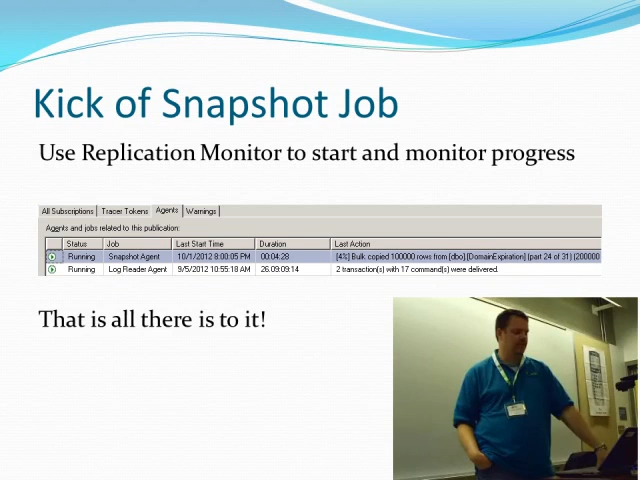 Kick of Snapshot Job
Use Replication Monitor to start and monitor progress
All Subscriptions Tracer Tokens Agents Warnings
Agents and jobs related to this publication:
Status Job Last Start Time Duration Last Action
Running Snapshot Agent 10/1/2012 8:00:05 PM 00:04:28 [4%] Bulk copied 100000 rows from [dbo].[DomainExpiration] (part 24 of 31) (200000
Running Log Reader Agent 9/5/2012 10:55:18 AM 26.09:09:14 2 transaction(s) with 17 command(s) were delivered.
That is all there is to it!